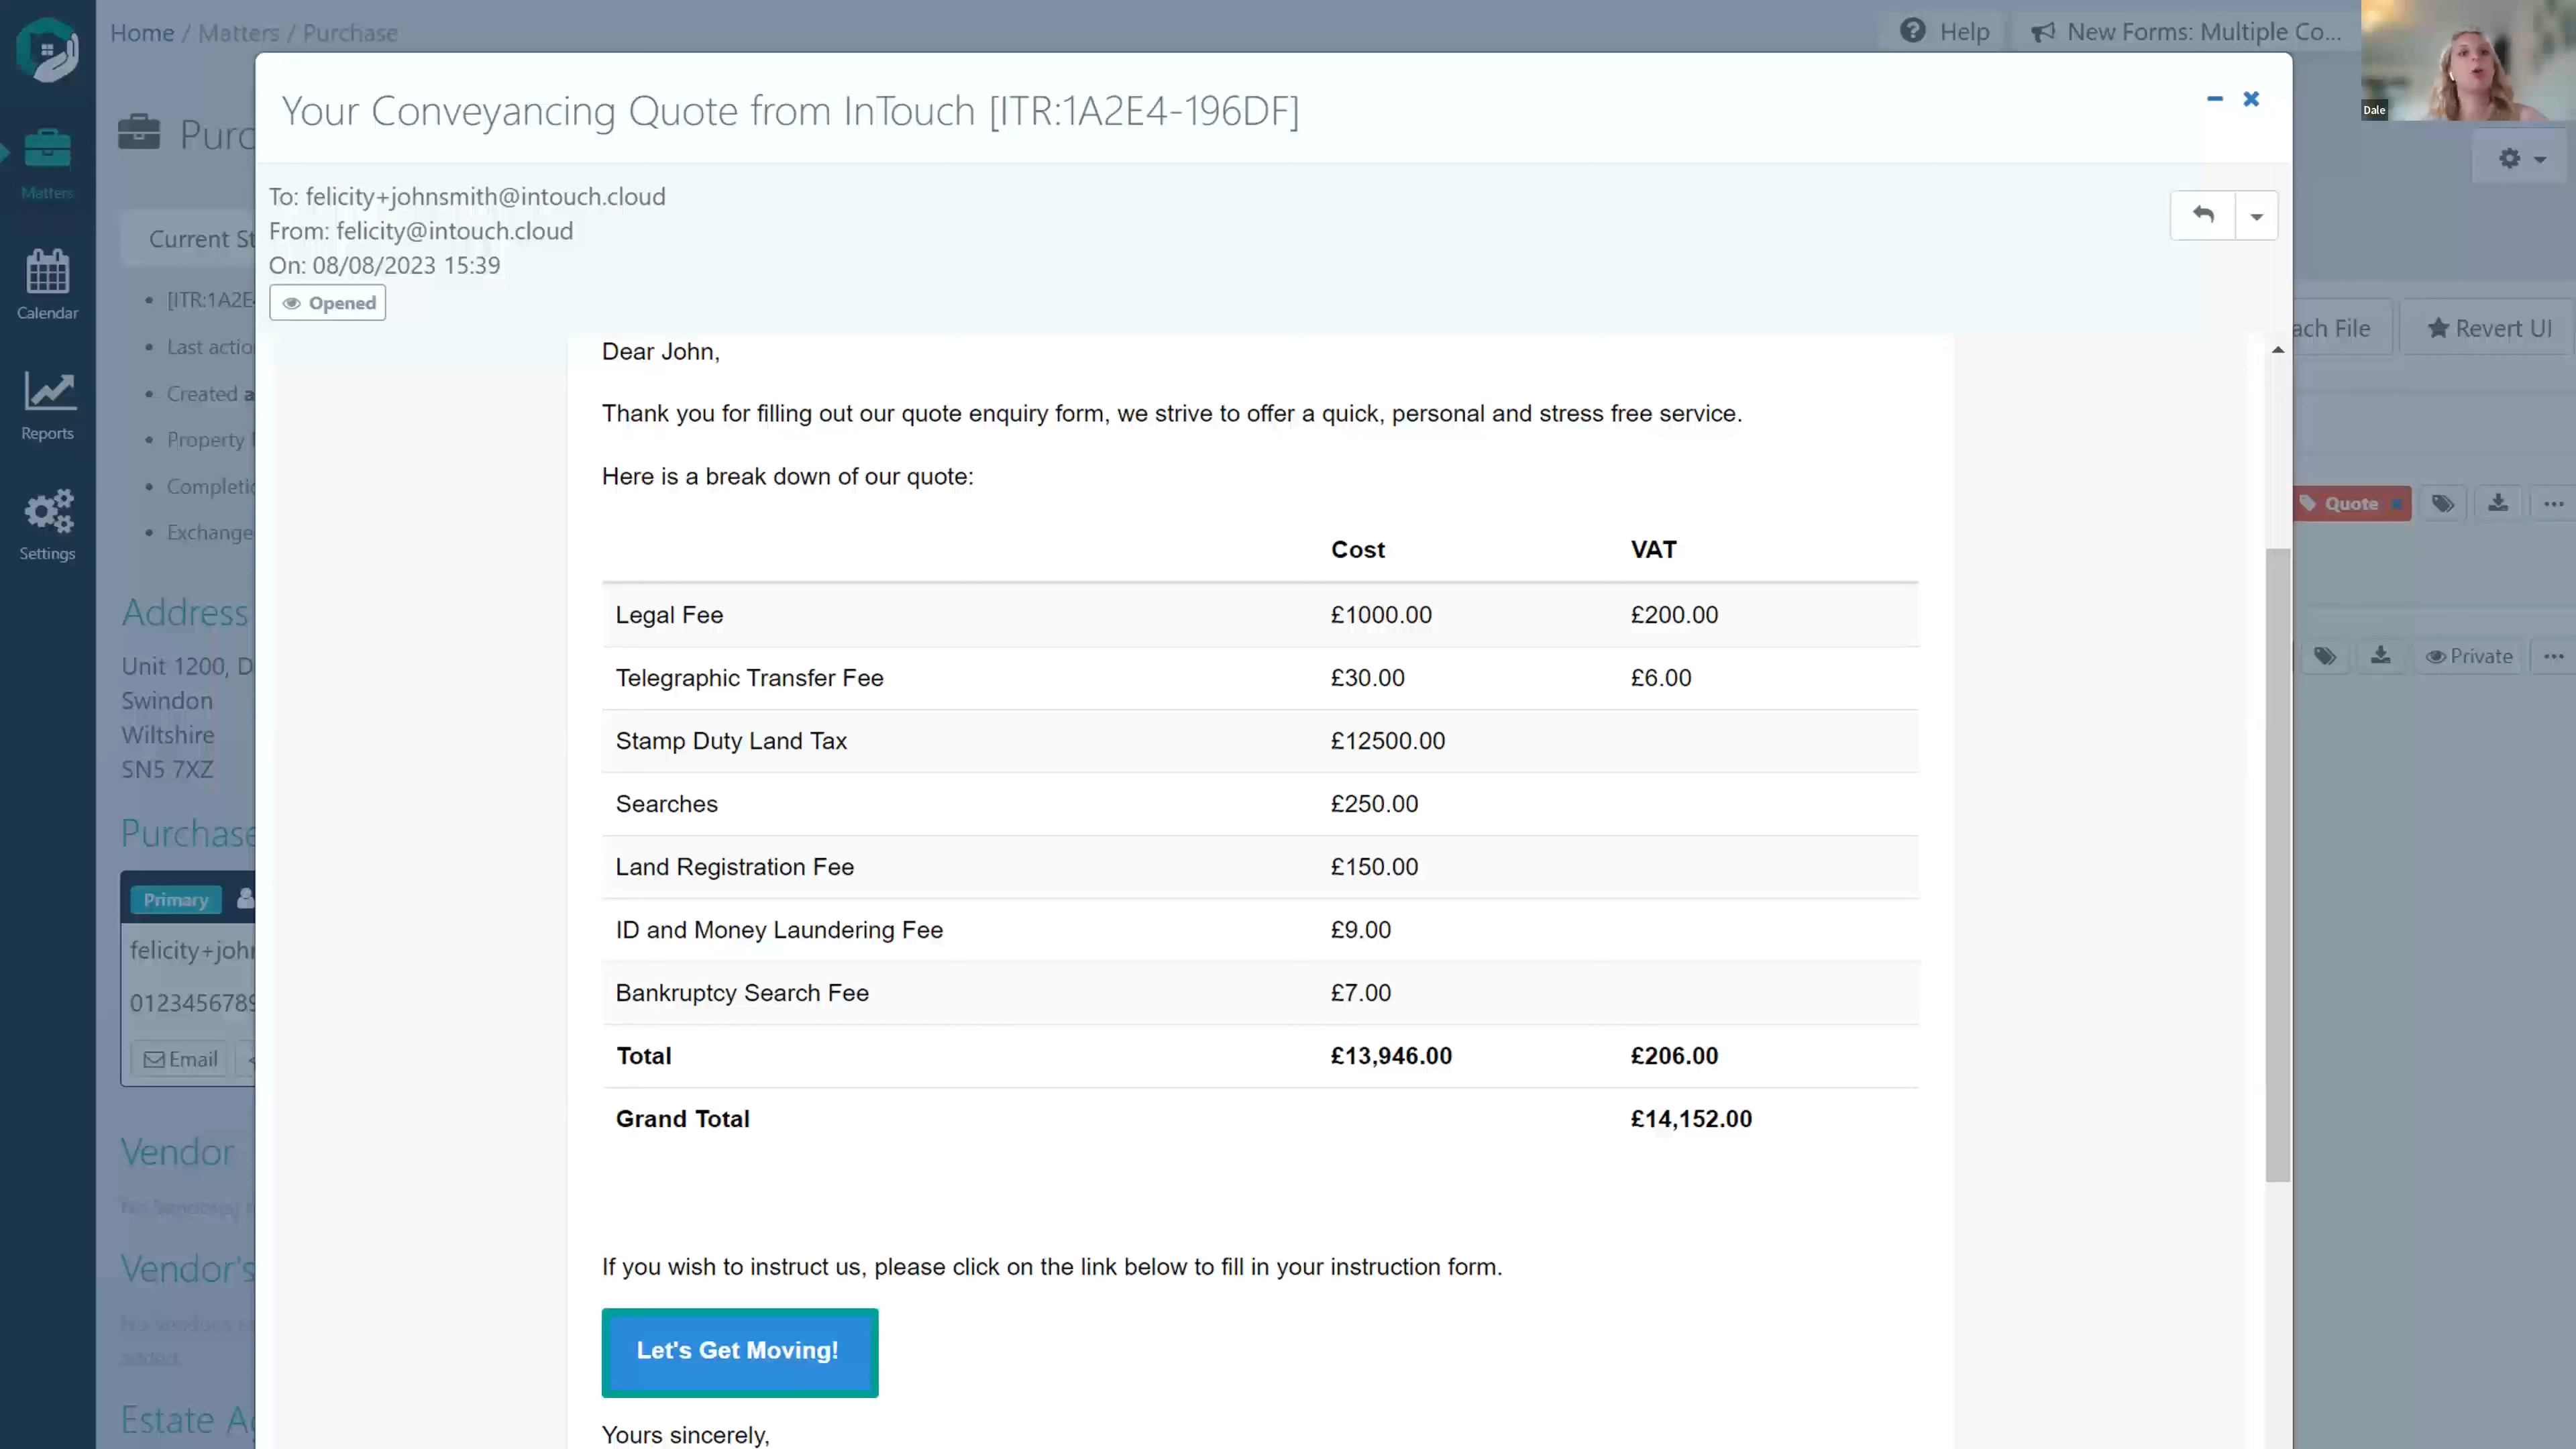 Home / Matters / Purchase
Help
New Forms: Multiple Co...
Dale
Matters
Calendar
Reports
Settings
Purc
Current St
[ITR:1A2E
Last actio
Created a
Property
Completio
Exchange
Address
Unit 1200, D
Swindon
Wiltshire
SN5 7XZ
Purchase
Primary
felicity+joh
012345678
Email
Vendor
Vendor's
added.
Estate A
Your Conveyancing Quote from InTouch [ITR:1A2E4-196DF]
To: felicity+johnsmith@intouch.cloud
From: felicity@intouch.cloud
On: 08/08/2023 15:39
Opened
Dear John,
Thank you for filling out our quote enquiry form, we strive to offer a quick, personal and stress free service.
Here is a break down of our quote:
Cost VAT
Legal Fee £1000.00 £200.00
Telegraphic Transfer Fee £30.00 £6.00
Stamp Duty Land Tax £12500.00
Searches £250.00
Land Registration Fee £150.00
ID and Money Laundering Fee £9.00
Bankruptcy Search Fee £7.00
Total £13,946.00 £206.00
Grand Total £14,152.00
If you wish to instruct us, please click on the link below to fill in your instruction form.
Let's Get Moving!
Yours sincerely,
ach File
Revert UI
Quote
Private